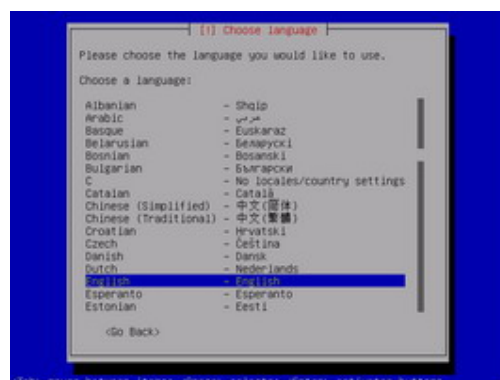 [!] Choose language
Please choose the language you would like to use.
Choose a language:
Albanian - Shqip
Arabic - عربي
Basque - Euskaraz
Belarusian - Беларускі
Bosnian - Bosanski
Bulgarian - Български
C - No locales/country settings
Catalan - Català
Chinese (Simplified) - 中文(简体)
Chinese (Traditional) - 中文(繁體)
Croatian - Hrvatski
Czech - Čeština
Danish - Dansk
Dutch - Nederlands
English - English
Esperanto - Esperanto
Estonian - Eesti
<Go Back>